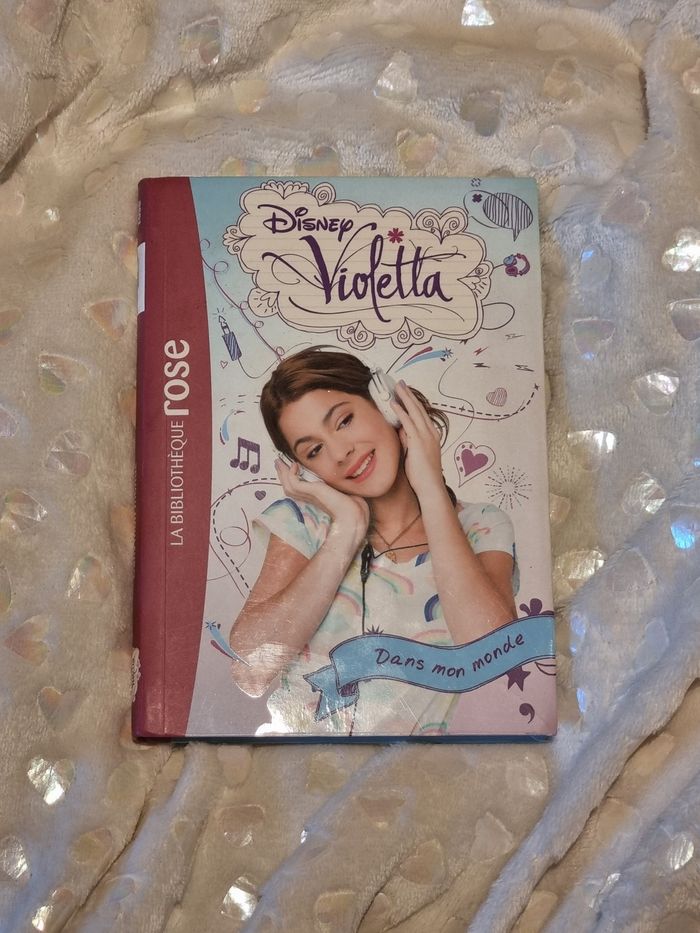 Disney
Violetta
LA BIBLIOTHÈQUE rose
Dans mon monde